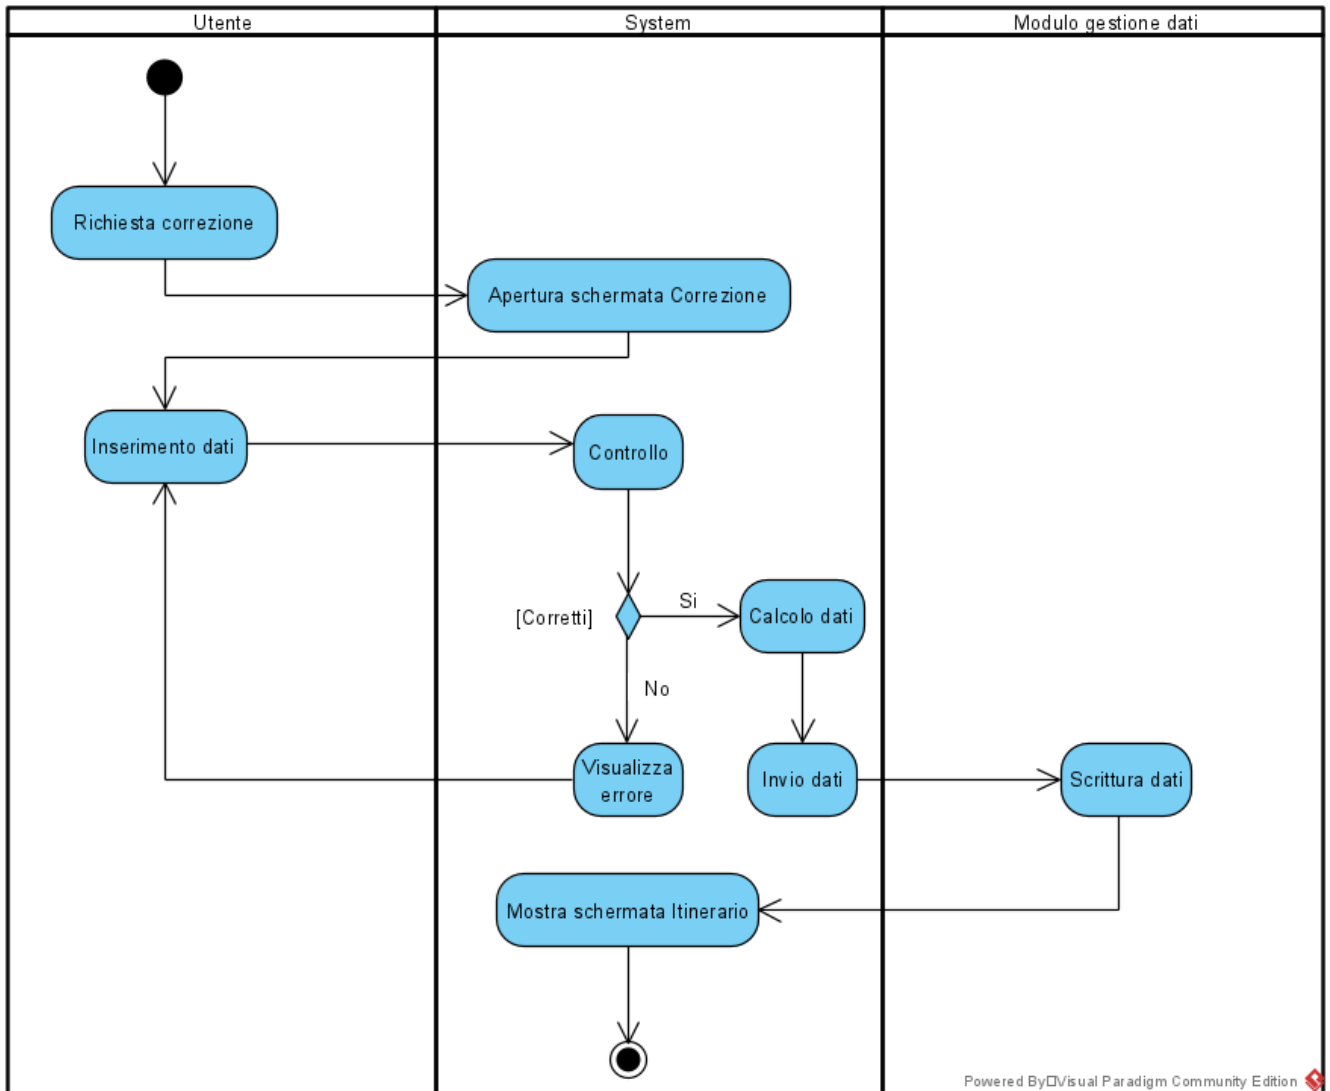 Utente
System
Modulo gestione dati
Richiesta correzione
Apertura schermata Correzione
Inserimento dati
Controllo
[Corretti]
Si
Calcolo dati
No
Visualizza
errore
Invio dati
Scrittura dati
Mostra schermata Itinerario
Powered By□Visual Paradigm Community Edition